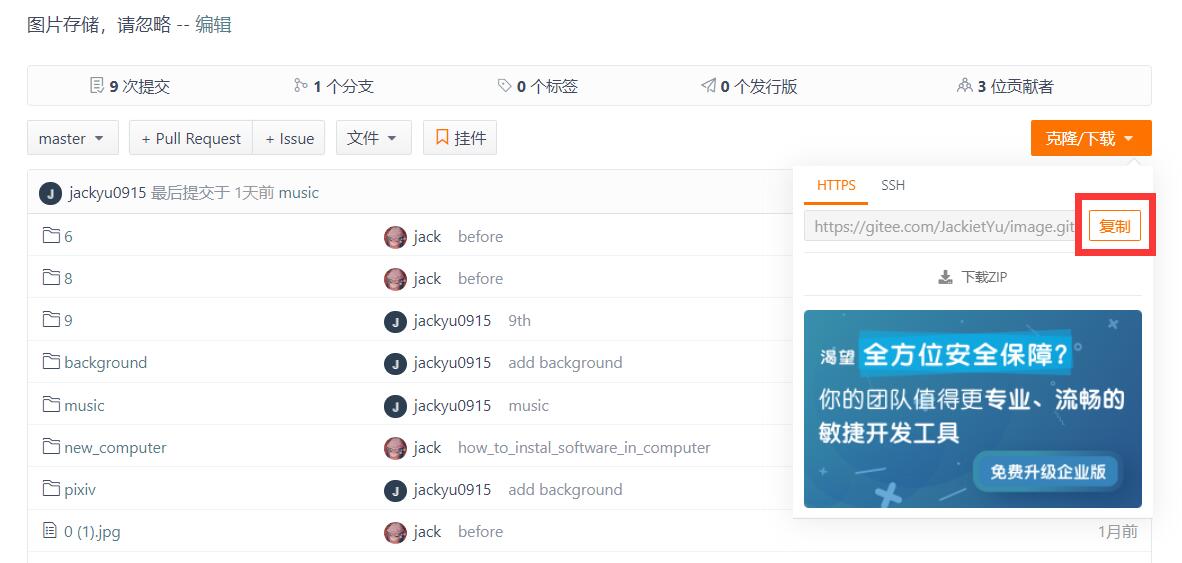 图片存储，请忽略 -- 编辑
9 次提交 1 个分支 0 个标签 0 个发行版 3 位贡献者
master + Pull Request + Issue 文件 挂件 克隆/下载
J jackyu0915 最后提交于 1天前 music
HTTPS SSH
https://gitee.com/JackietYu/image.git 复制
下载ZIP
渴望 全方位安全保障?
你的团队值得更专业、流畅的
敏捷开发工具
免费升级企业版
6 jack before
8 jack before
9 J jackyu0915 9th
background J jackyu0915 add background
music J jackyu0915 music
new_computer jack how_to_instal_software_in_computer
pixiv J jackyu0915 add background
0 (1).jpg jack before 1月前